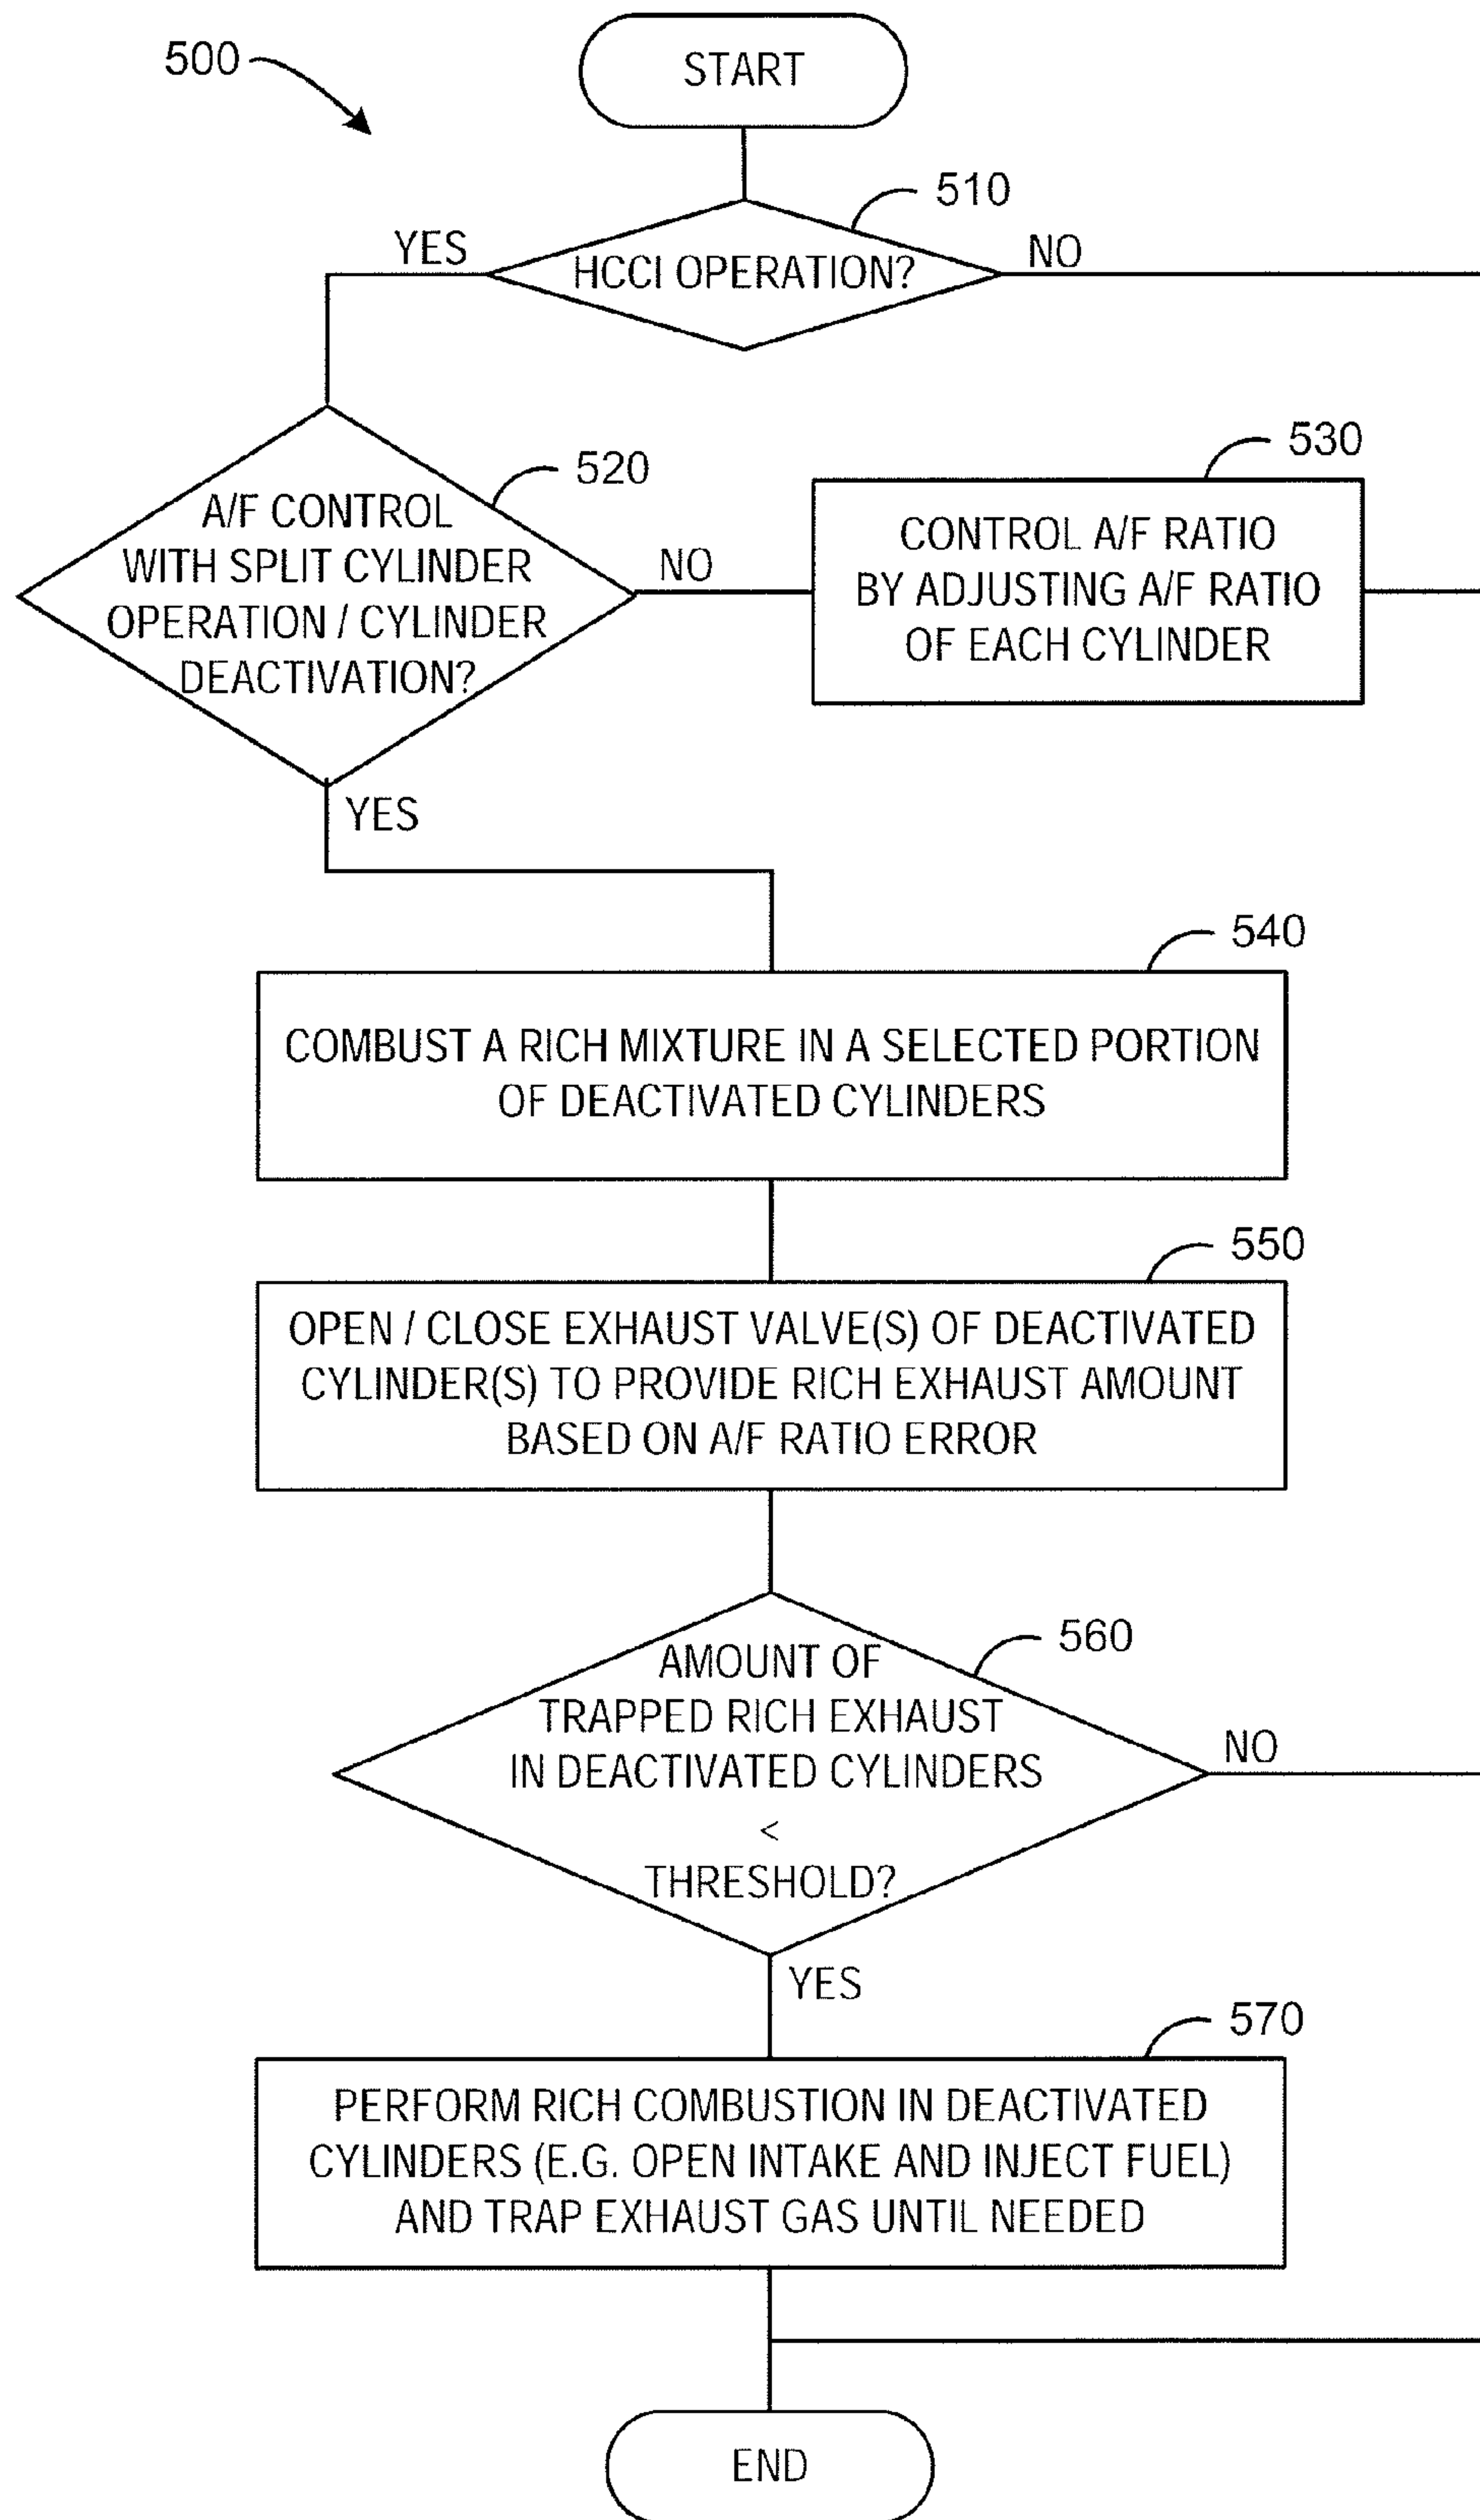 START
500
510
YES
HCCI OPERATION?
NO
530
520
A/F CONTROL
WITH SPLIT CYLINDER
OPERATION / CYLINDER
DEACTIVATION?
NO
CONTROL A/F RATIO
BY ADJUSTING A/F RATIO
OF EACH CYLINDER
YES
540
COMBUST A RICH MIXTURE IN A SELECTED PORTION
OF DEACTIVATED CYLINDERS
550
OPEN / CLOSE EXHAUST VALVE(S) OF DEACTIVATED
CYLINDER(S) TO PROVIDE RICH EXHAUST AMOUNT
BASED ON A/F RATIO ERROR
560
AMOUNT OF
TRAPPED RICH EXHAUST
IN DEACTIVATED CYLINDERS
<
THRESHOLD?
NO
YES
570
PERFORM RICH COMBUSTION IN DEACTIVATED
CYLINDERS (E.G. OPEN INTAKE AND INJECT FUEL)
AND TRAP EXHAUST GAS UNTIL NEEDED
END